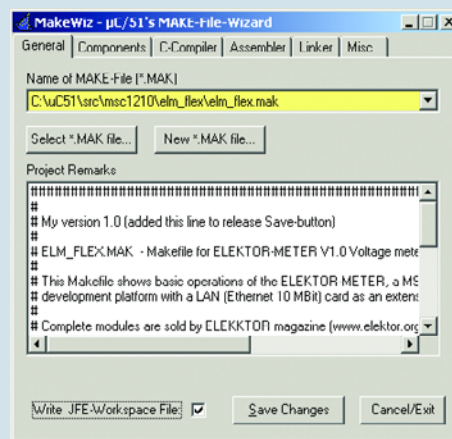 MakeWiz - µC/51's MAKE-File-Wizard
General Components C-Compiler Assembler Linker Misc
Name of MAKE-File (*.MAK)
C:\uC51\src\msc1210\elm_flex\elm_flex.mak
Select *.MAK file... New *.MAK file...
Project Remarks
#
# My version 1.0 (added this line to release Save-button)
#
# ELM_FLEX.MAK - Makefile for ELEKTOR-METER V1.0 Voltage mete
#
# This Makefile shows basic operations of the ELEKTOR METER, a MS
# development platform with a LAN (Ethernet 10 MBit) card as an extens
#
# Complete modules are sold by ELEKKTOR magazine (www.elektor.org
Write JFE-Workspace File: Save Changes Cancel/Exit